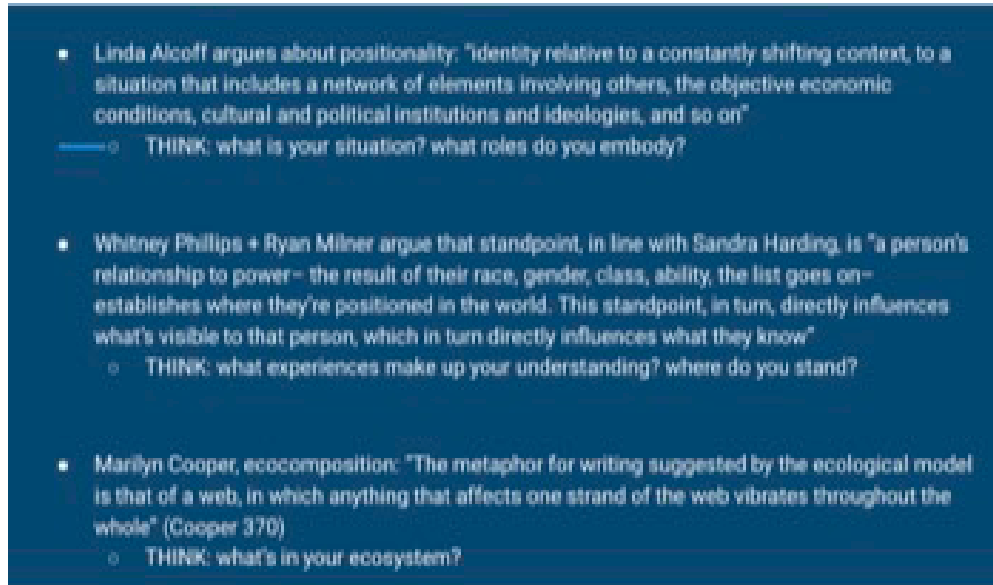 ● Linda Alcoff argues about positionality: "identity relative to a constantly shifting context, to a
situation that includes a network of elements involving others, the objective economic
conditions, cultural and political institutions and ideologies, and so on"
○ THINK: what is your situation? what roles do you embody?
● Whitney Phillips + Ryan Milner argue that standpoint, in line with Sandra Harding, is "a person's
relationship to power– the result of their race, gender, class, ability, the list goes on–
establishes where they're positioned in the world. This standpoint, in turn, directly influences
what's visible to that person, which in turn directly influences what they know"
○ THINK: what experiences make up your understanding? where do you stand?
● Marilyn Cooper, ecocomposition: "The metaphor for writing suggested by the ecological model
is that of a web, in which anything that affects one strand of the web vibrates throughout the
whole" (Cooper 370)
○ THINK: what's in your ecosystem?